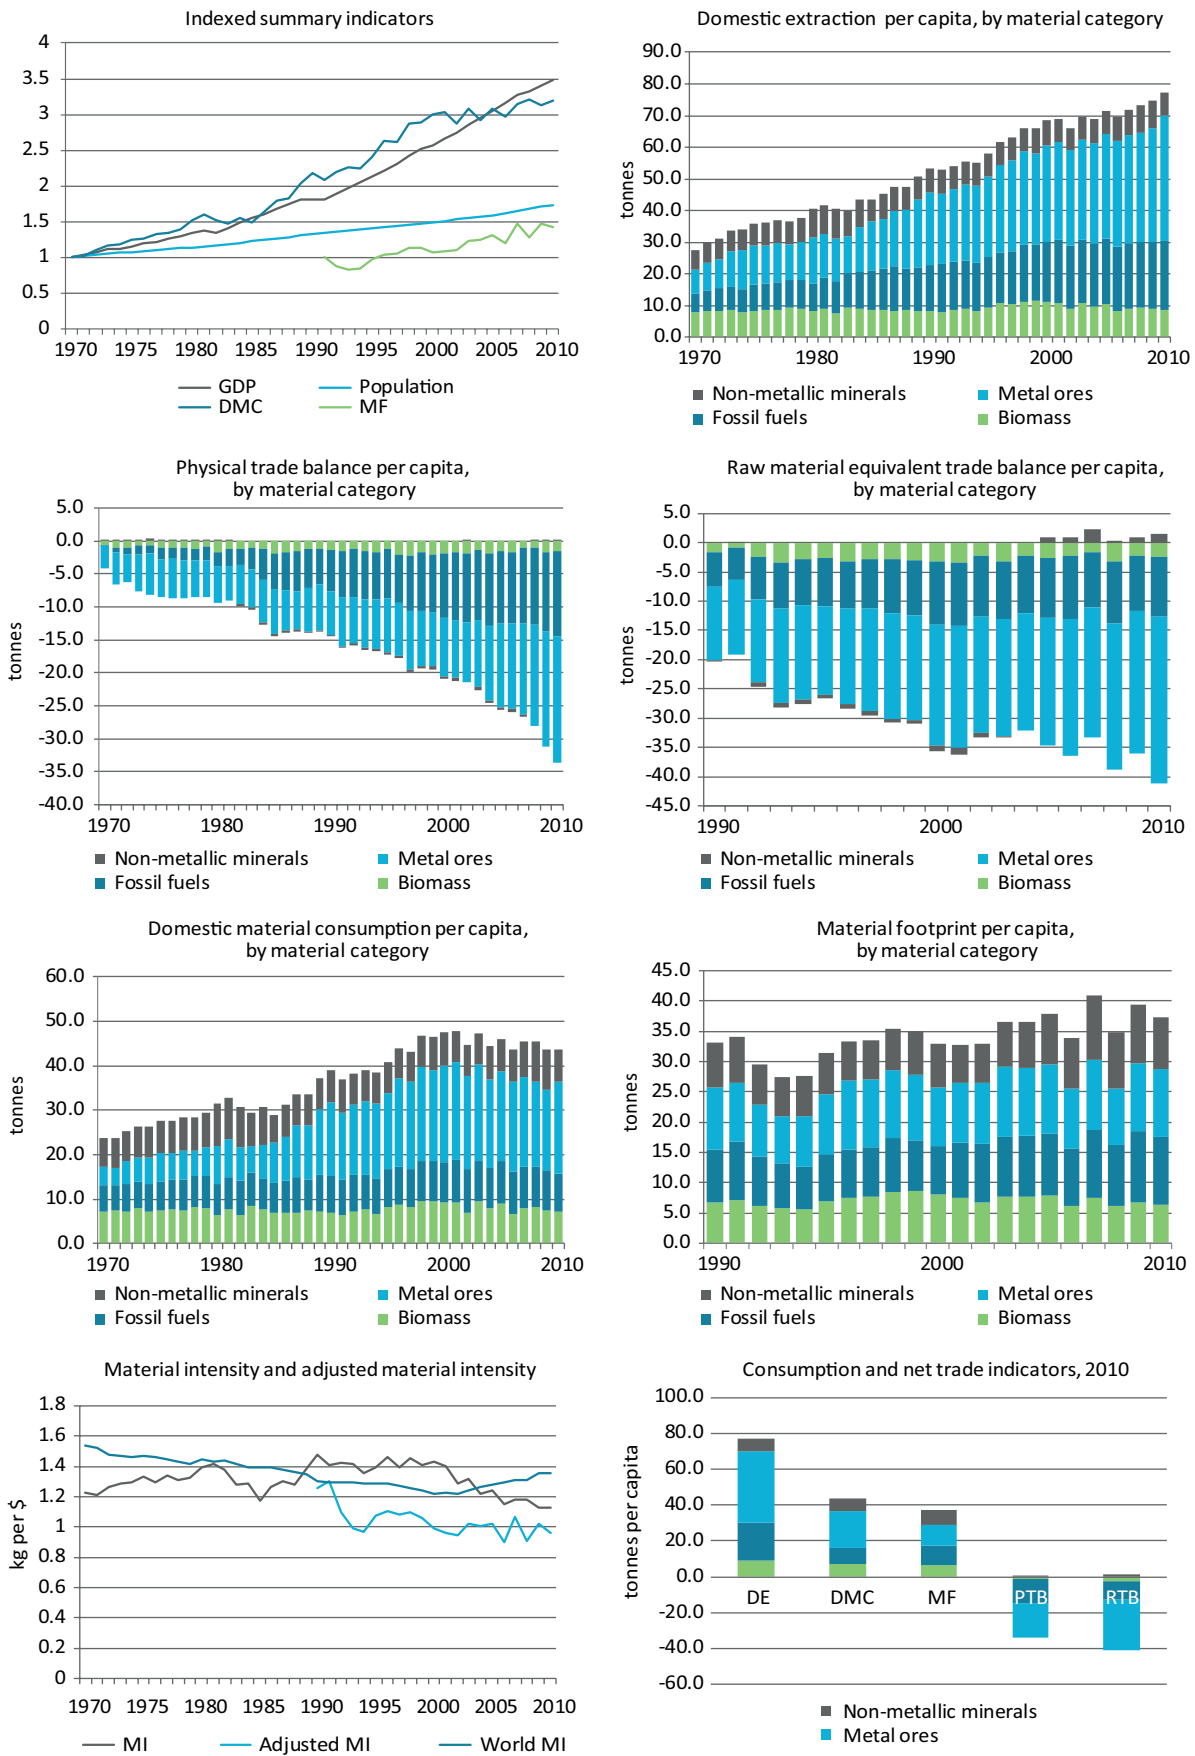 Indexed summary indicators
4
3.5
3
2.5
2
1.5
1
0.5
0
1970 1975 1980 1985 1990 1995 2000 2005 2010
GDP Population
DMC MF
Domestic extraction per capita, by material category
90.0
80.0
70.0
60.0
50.0
40.0
30.0
20.0
10.0
0.0
tonnes
1970 1980 1990 2000 2010
Non-metallic minerals Metal ores
Fossil fuels Biomass
Physical trade balance per capita,
by material category
5.0
0.0
-5.0
-10.0
-15.0
-20.0
-25.0
-30.0
-35.0
-40.0
tonnes
1970 1980 1990 2000 2010
Non-metallic minerals Metal ores
Fossil fuels Biomass
Raw material equivalent trade balance per capita,
by material category
5.0
0.0
-5.0
-10.0
-15.0
-20.0
-25.0
-30.0
-35.0
-40.0
-45.0
tonnes
1990 2000 2010
Non-metallic minerals Metal ores
Fossil fuels Biomass
Domestic material consumption per capita,
by material category
60.0
50.0
40.0
30.0
20.0
10.0
0.0
tonnes
1970 1980 1990 2000 2010
Non-metallic minerals Metal ores
Fossil fuels Biomass
Material footprint per capita,
by material category
45.0
40.0
35.0
30.0
25.0
20.0
15.0
10.0
5.0
0.0
tonnes
1990 2000 2010
Non-metallic minerals Metal ores
Fossil fuels Biomass
Material intensity and adjusted material intensity
1.8
1.6
1.4
1.2
1
0.8
0.6
0.4
0.2
0
kg per $
1970 1975 1980 1985 1990 1995 2000 2005 2010
MI Adjusted MI World MI
Consumption and net trade indicators, 2010
100.0
80.0
60.0
40.0
20.0
0.0
-20.0
-40.0
-60.0
tonnes per capita
DE DMC MF PTB RTB
Non-metallic minerals
Metal ores